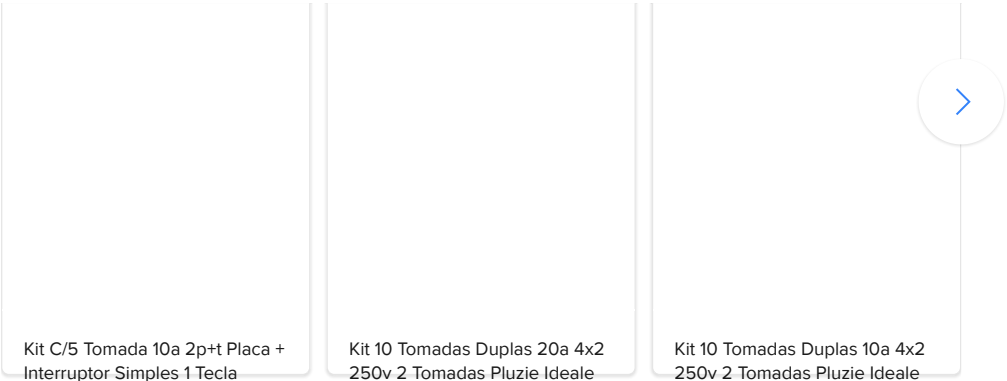 Kit C/5 Tomada 10a 2p+t Placa +
Interruptor Simples 1 Tecla
Kit 10 Tomadas Duplas 20a 4x2
250v 2 Tomadas Pluzie Ideale
Kit 10 Tomadas Duplas 10a 4x2
250v 2 Tomadas Pluzie Ideale